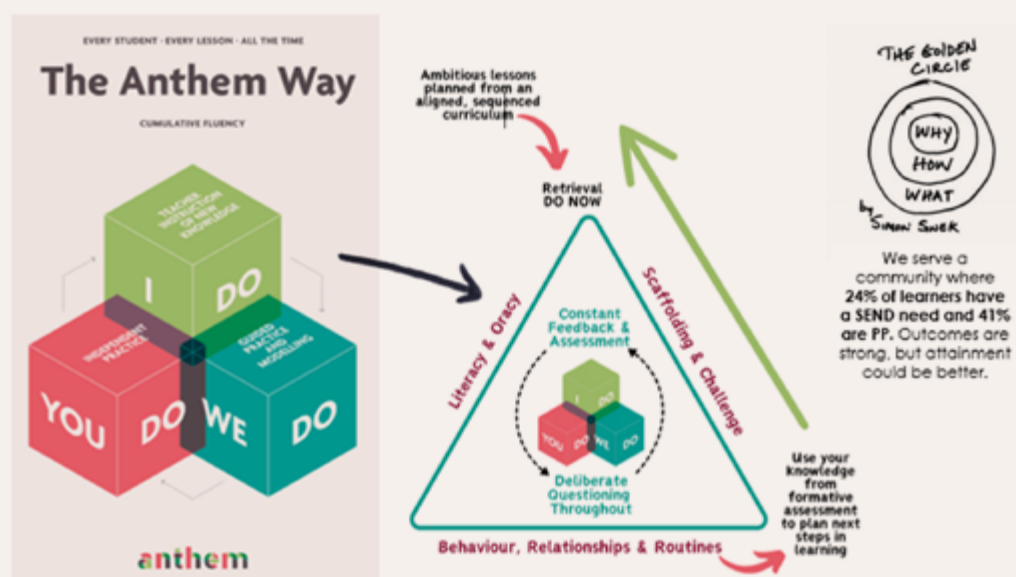 EVERY STUDENT · EVERY LESSON · ALL THE TIME
The Anthem Way
CUMULATIVE FLUENCY
TEACHER
INSTRUCTION
OF NEW
KNOWLEDGE
I DO
INDEPENDENT
PRACTICE
GUIDED
PRACTICE
AND
MODELLING
YOU DO
WE DO
anthem
Ambitious lessons
planned from an
aligned, sequenced
curriculum
Retrieval
DO NOW
Literacy & Oracy
Scaffolding & Challenge
Constant
Feedback &
Assessment
I DO
YOU DO WE DO
Deliberate
Questioning
Throughout
Behaviour, Relationships & Routines
Use your
knowledge
from
formative
assessment
to plan next
steps in
learning
THE GOLDEN
CIRCLE
WHY
HOW
WHAT
by
SIMON SINEK
We serve a
community where
24% of learners have
a SEND need and 41%
are PP. Outcomes are
strong, but attainment
could be better.